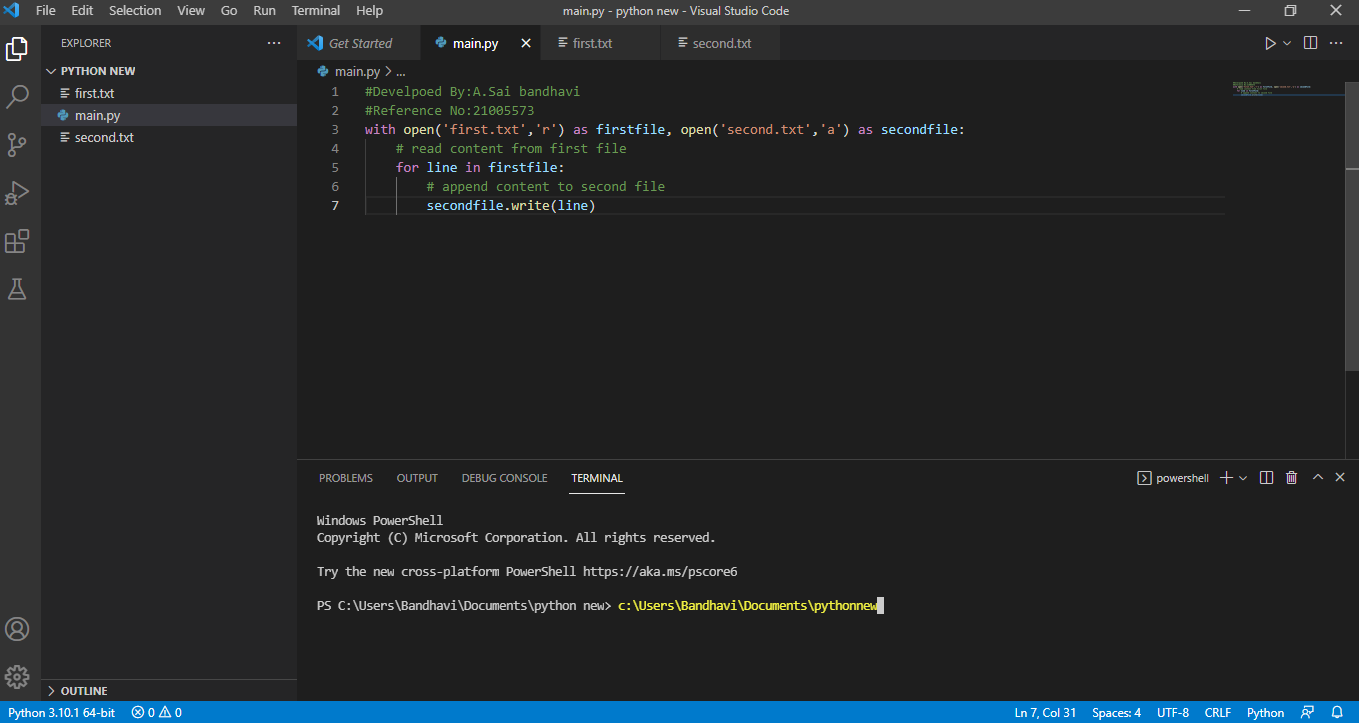 File Edit Selection View Go Run Terminal Help main.py - python new - Visual Studio Code
EXPLORER
PYTHON NEW
first.txt
main.py
second.txt
OUTLINE
Get Started main.py first.txt second.txt
main.py > ...
1 #Develpoed By:A.Sai bandhavi
2 #Reference No:21005573
3 with open('first.txt','r') as firstfile, open('second.txt','a') as secondfile:
4 # read content from first file
5 for line in firstfile:
6 # append content to second file
7 secondfile.write(line)
PROBLEMS OUTPUT DEBUG CONSOLE TERMINAL powershell
Windows PowerShell
Copyright (C) Microsoft Corporation. All rights reserved.
Try the new cross-platform PowerShell https://aka.ms/pscore6
PS C:\Users\Bandhavi\Documents\python new> c:\Users\Bandhavi\Documents\pythonnew
Python 3.10.1 64-bit 0 0 Ln 7, Col 31 Spaces: 4 UTF-8 CRLF Python